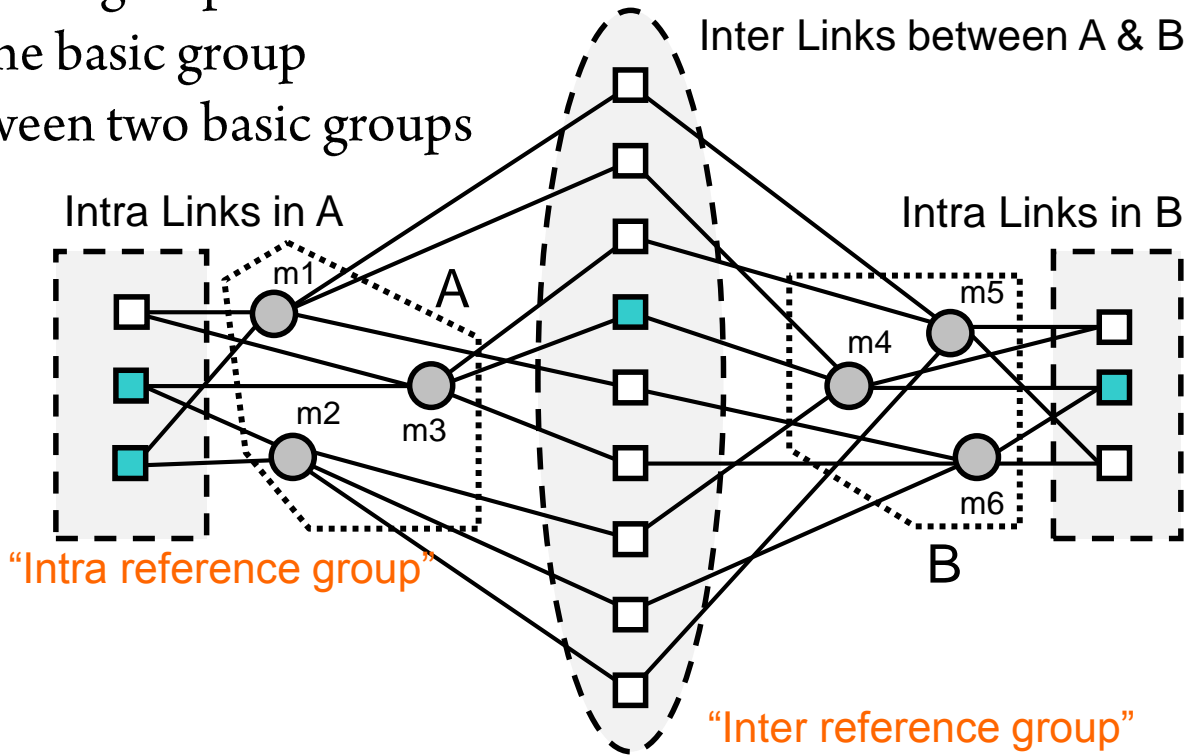 basic group
ween two basic groups
Inter Links between A & B
Intra Links in A
Intra Links in B
m1
A
m5
m4
m2
m3
m6
B
“Intra reference group”
“Inter reference group”